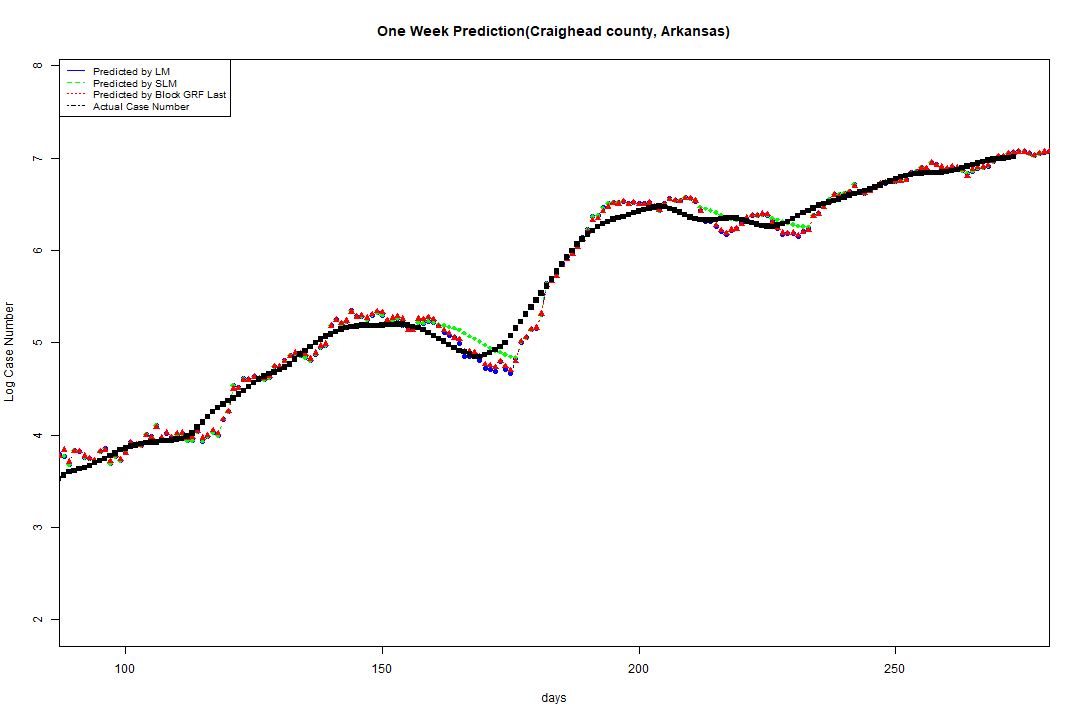 One Week Prediction(Craighead county, Arkansas)
Predicted by LM
Predicted by SLM
Predicted by Block GRF Last
Actual Case Number
8
7
6
5
4
3
2
Log Case Number
100 150 200 250
days